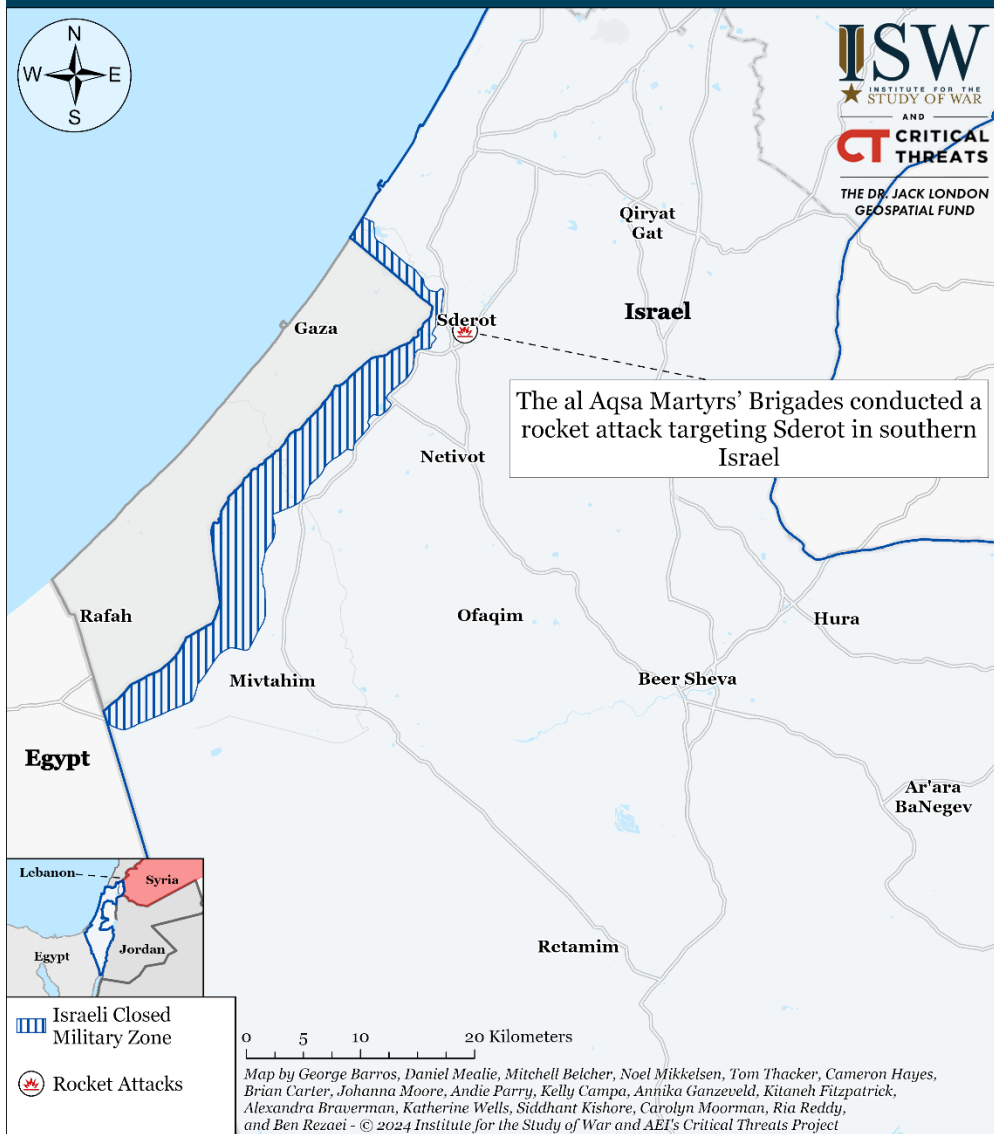 N
W
E
S
ISW
INSTITUTE FOR THE
STUDY OF WAR
AND
CT CRITICAL
THREATS
THE DR. JACK LONDON
GEOSPATIAL FUND
Qiryat
Gat
Israel
Gaza
Sderot
The al Aqsa Martyrs’ Brigades conducted a
rocket attack targeting Sderot in southern
Israel
Netivot
Rafah
Ofaqim
Hura
Mivtahim
Beer Sheva
Egypt
Ar'ara
BaNegev
Lebanon
Syria
Egypt
Jordan
Retamim
Israeli Closed
Military Zone
Rocket Attacks
0 5 10 20 Kilometers
Map by George Barros, Daniel Mealie, Mitchell Belcher, Noel Mikkelsen, Tom Thacker, Cameron Hayes,
Brian Carter, Johanna Moore, Andie Parry, Kelly Campa, Annika Ganzeveld, Kitaneh Fitzpatrick,
Alexandra Braverman, Katherine Wells, Siddhant Kishore, Carolyn Moorman, Ria Reddy,
and Ben Rezaei - © 2024 Institute for the Study of War and AEI's Critical Threats Project